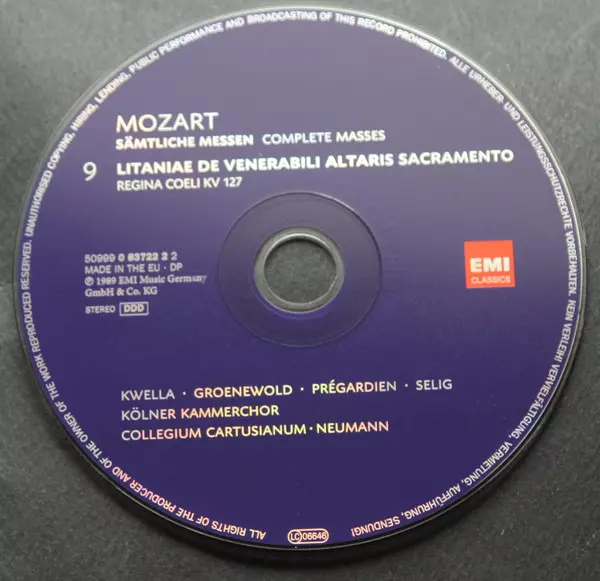 MOZART
SÄMTLICHE MESSEN COMPLETE MASSES
9 LITANIAE DE VENERABILI ALTARIS SACRAMENTO
REGINA COELI KV 127
50999 0 83722 2 2
MADE IN THE EU · DP
℗ 1989 EMI Music Germany
GmbH & Co. KG
STEREO DDD
EMI
CLASSICS
KWELLA · GROENEWOLD · PRÉGARDIEN · SELIG
KÖLNER KAMMERCHOR
COLLEGIUM CARTUSIANUM · NEUMANN
ALL RIGHTS OF THE PRODUCER AND OF THE OWNER OF THE WORK REPRODUCED RESERVED. UNAUTHORISED COPYING, HIRING, LENDING, PUBLIC PERFORMANCE AND BROADCASTING OF THIS RECORD PROHIBITED. ALLE URHEBER- UND LEISTUNGSSCHUTZRECHTE VORBEHALTEN. KEIN VERLEIH! VERVIELFÄLTIGUNG, VERMIETUNG, AUFFÜHRUNG, SENDUNG!
LC 06646